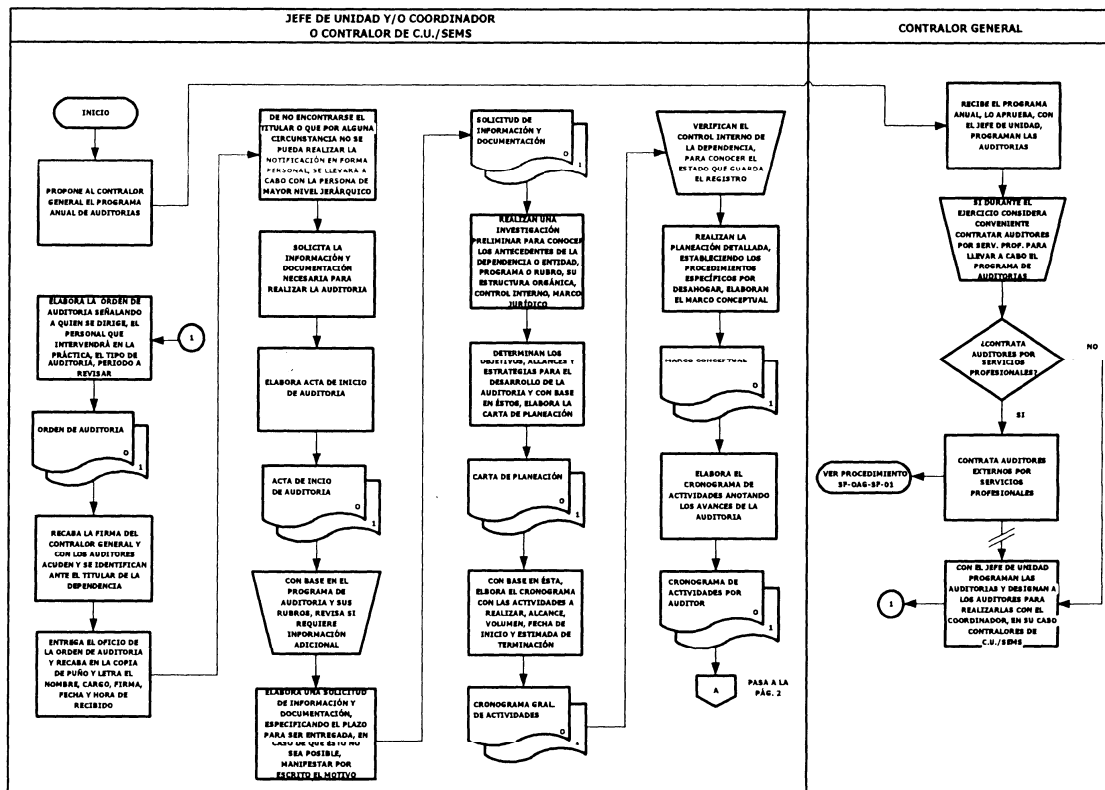 JEFE DE UNIDAD Y/O COORDINADOR
O CONTRALOR DE C.U./SEMS
CONTRALOR GENERAL
INICIO
PROPONE AL CONTRALOR
GENERAL EL PROGRAMA
ANUAL DE AUDITORIAS
ELABORA LA ORDEN DE
AUDITORIA SEÑALANDO
A QUIEN SE DIRIGE, EL
PERSONAL QUE
INTERVENDRÁ EN LA
PRÁCTICA, EL TIPO DE
AUDITORIA, PERIODO A
REVISAR
1
ORDEN DE AUDITORIA
O
1
RECABA LA FIRMA DEL
CONTRALOR GENERAL Y
CON LOS AUDITORES
ACUDEN Y SE IDENTIFICAN
ANTE EL TITULAR DE LA
DEPENDENCIA
ENTREGA EL OFICIO DE
LA ORDEN DE AUDITORIA
Y RECABA EN LA COPIA
DE PUÑO Y LETRA EL
NOMBRE, CARGO, FIRMA,
FECHA Y HORA DE
RECIBIDO
DE NO ENCONTRARSE EL
TITULAR O QUE POR ALGUNA
CIRCUNSTANCIA NO SE
PUEDA REALIZAR LA
NOTIFICACIÓN EN FORMA
PERSONAL, SE LLEVARÁ A
CABO CON LA PERSONA DE
MAYOR NIVEL JERÁRQUICO
SOLICITA LA
INFORMACIÓN Y
DOCUMENTACIÓN
NECESARIA PARA
REALIZAR LA AUDITORIA
ELABORA ACTA DE INICIO
DE AUDITORIA
ACTA DE INCIO
DE AUDITORIA
O
1
CON BASE EN EL
PROGRAMA DE
AUDITORIA Y SUS
RUBROS, REVISA SI
REQUIERE
INFORMACIÓN
ADICIONAL
ELABORA UNA SOLICITUD
DE INFORMACIÓN Y
DOCUMENTACIÓN,
ESPECIFICANDO EL PLAZO
PARA SER ENTREGADA, EN
CASO DE QUE ÉSTO NO
SEA POSIBLE,
MANIFESTAR POR
ESCRITO EL MOTIVO
SOLICITUD DE
INFORMACIÓN Y
DOCUMENTACIÓN
O
1
REALIZAN UNA
INVESTIGACIÓN
PRELIMINAR PARA CONOCER
LOS ANTECEDENTES DE LA
DEPENDENCIA O ENTIDAD,
PROGRAMA O RUBRO, SU
ESTRUCTURA ORGÁNICA,
CONTROL INTERNO, MARCO
JURÍDICO
DETERMINAN LOS
OBJETIVOS, ALCANCES Y
ESTRATEGIAS PARA EL
DESARROLLO DE LA
AUDITORIA Y CON BASE
EN ÉSTOS, ELABORA LA
CARTA DE PLANEACIÓN
CARTA DE PLANEACIÓN
O
1
CON BASE EN ÉSTA,
ELBORA EL CRONOGRAMA
CON LAS ACTIVIDADES A
REALIZAR, ALCANCE,
VOLUMEN, FECHA DE
INICIO Y ESTIMADA DE
TERMINACIÓN
CRONOGRAMA GRAL.
DE ACTIVIDADES
O
VERIFICAN EL
CONTROL INTERNO DE
LA DEPENDENCIA,
PARA CONOCER EL
ESTADO QUE GUARDA
EL REGISTRO
REALIZAN LA
PLANEACIÓN DETALLADA,
ESTABLECIENDO LOS
PROCEDIMIENTOS
ESPECÍFICOS POR
DESAHOGAR, ELABORAN
EL MARCO CONCEPTUAL
MARCO CONCEPTUAL
O
1
ELABORA EL
CRONOGRAMA DE
ACTIVIDADES ANOTANDO
LOS AVANCES DE LA
AUDITORIA
CRONOGRAMA DE
ACTIVIDADES POR
AUDITOR
O
1
A
PASA A LA
PÁG. 2
RECIBE EL PROGRAMA
ANUAL, LO APRUEBA, CON
EL JEFE DE UNIDAD,
PROGRAMAN LAS
AUDITORIAS
SI DURANTE EL
EJERCICIO CONSIDERA
CONVENIENTE
CONTRATAR AUDITORES
POR SERV. PROF. PARA
LLEVAR A CABO EL
PROGRAMA DE
AUDITORIAS
¿CONTRATA
AUDITORES POR
SERVICIOS
PROFESIONALES?
NO
SI
CONTRATA AUDITORES
EXTERNOS POR
SERVICIOS
PROFESIONALES
VER PROCEDIMIENTO
SP-OAG-SP-01
CON EL JEFE DE UNIDAD
PROGRAMAN LAS
AUDITORIAS Y DESIGNAN A
LOS AUDITORES PARA
REALIZARLAS CON EL
COORDINADOR, EN SU CASO
CONTRALORES DE
C.U./SEMS
1